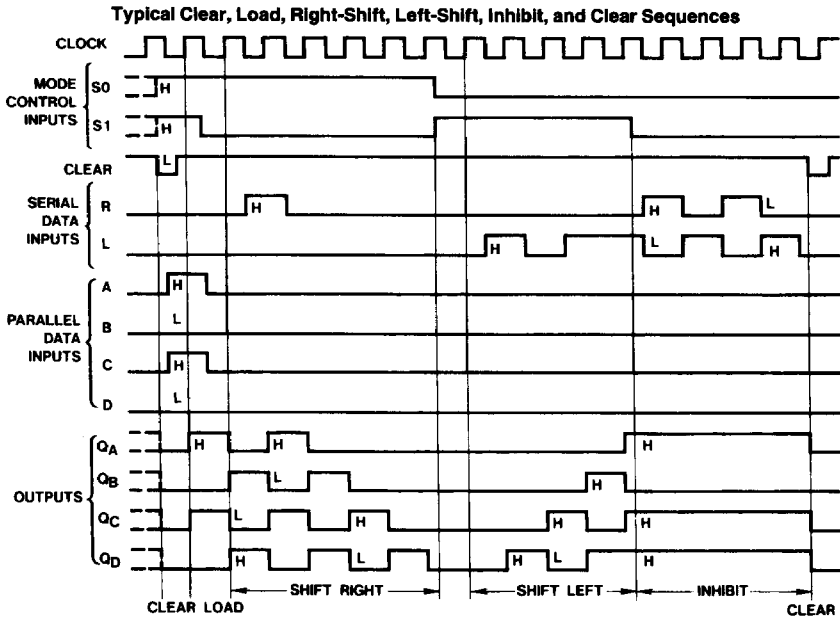 Typical Clear, Load, Right-Shift, Left-Shift, Inhibit, and Clear Sequences
CLOCK
MODE
CONTROL
INPUTS
S0
H
S1
H
CLEAR
L
SERIAL
DATA
INPUTS
R
H
H
L
L
H
L
H
PARALLEL
DATA
INPUTS
A
H
B
L
C
H
D
L
OUTPUTS
QA
H
H
H
QB
L
H
QC
L
H
H
H
QD
H
L
H
L
H
SHIFT RIGHT
SHIFT LEFT
INHIBIT
CLEAR LOAD
CLEAR